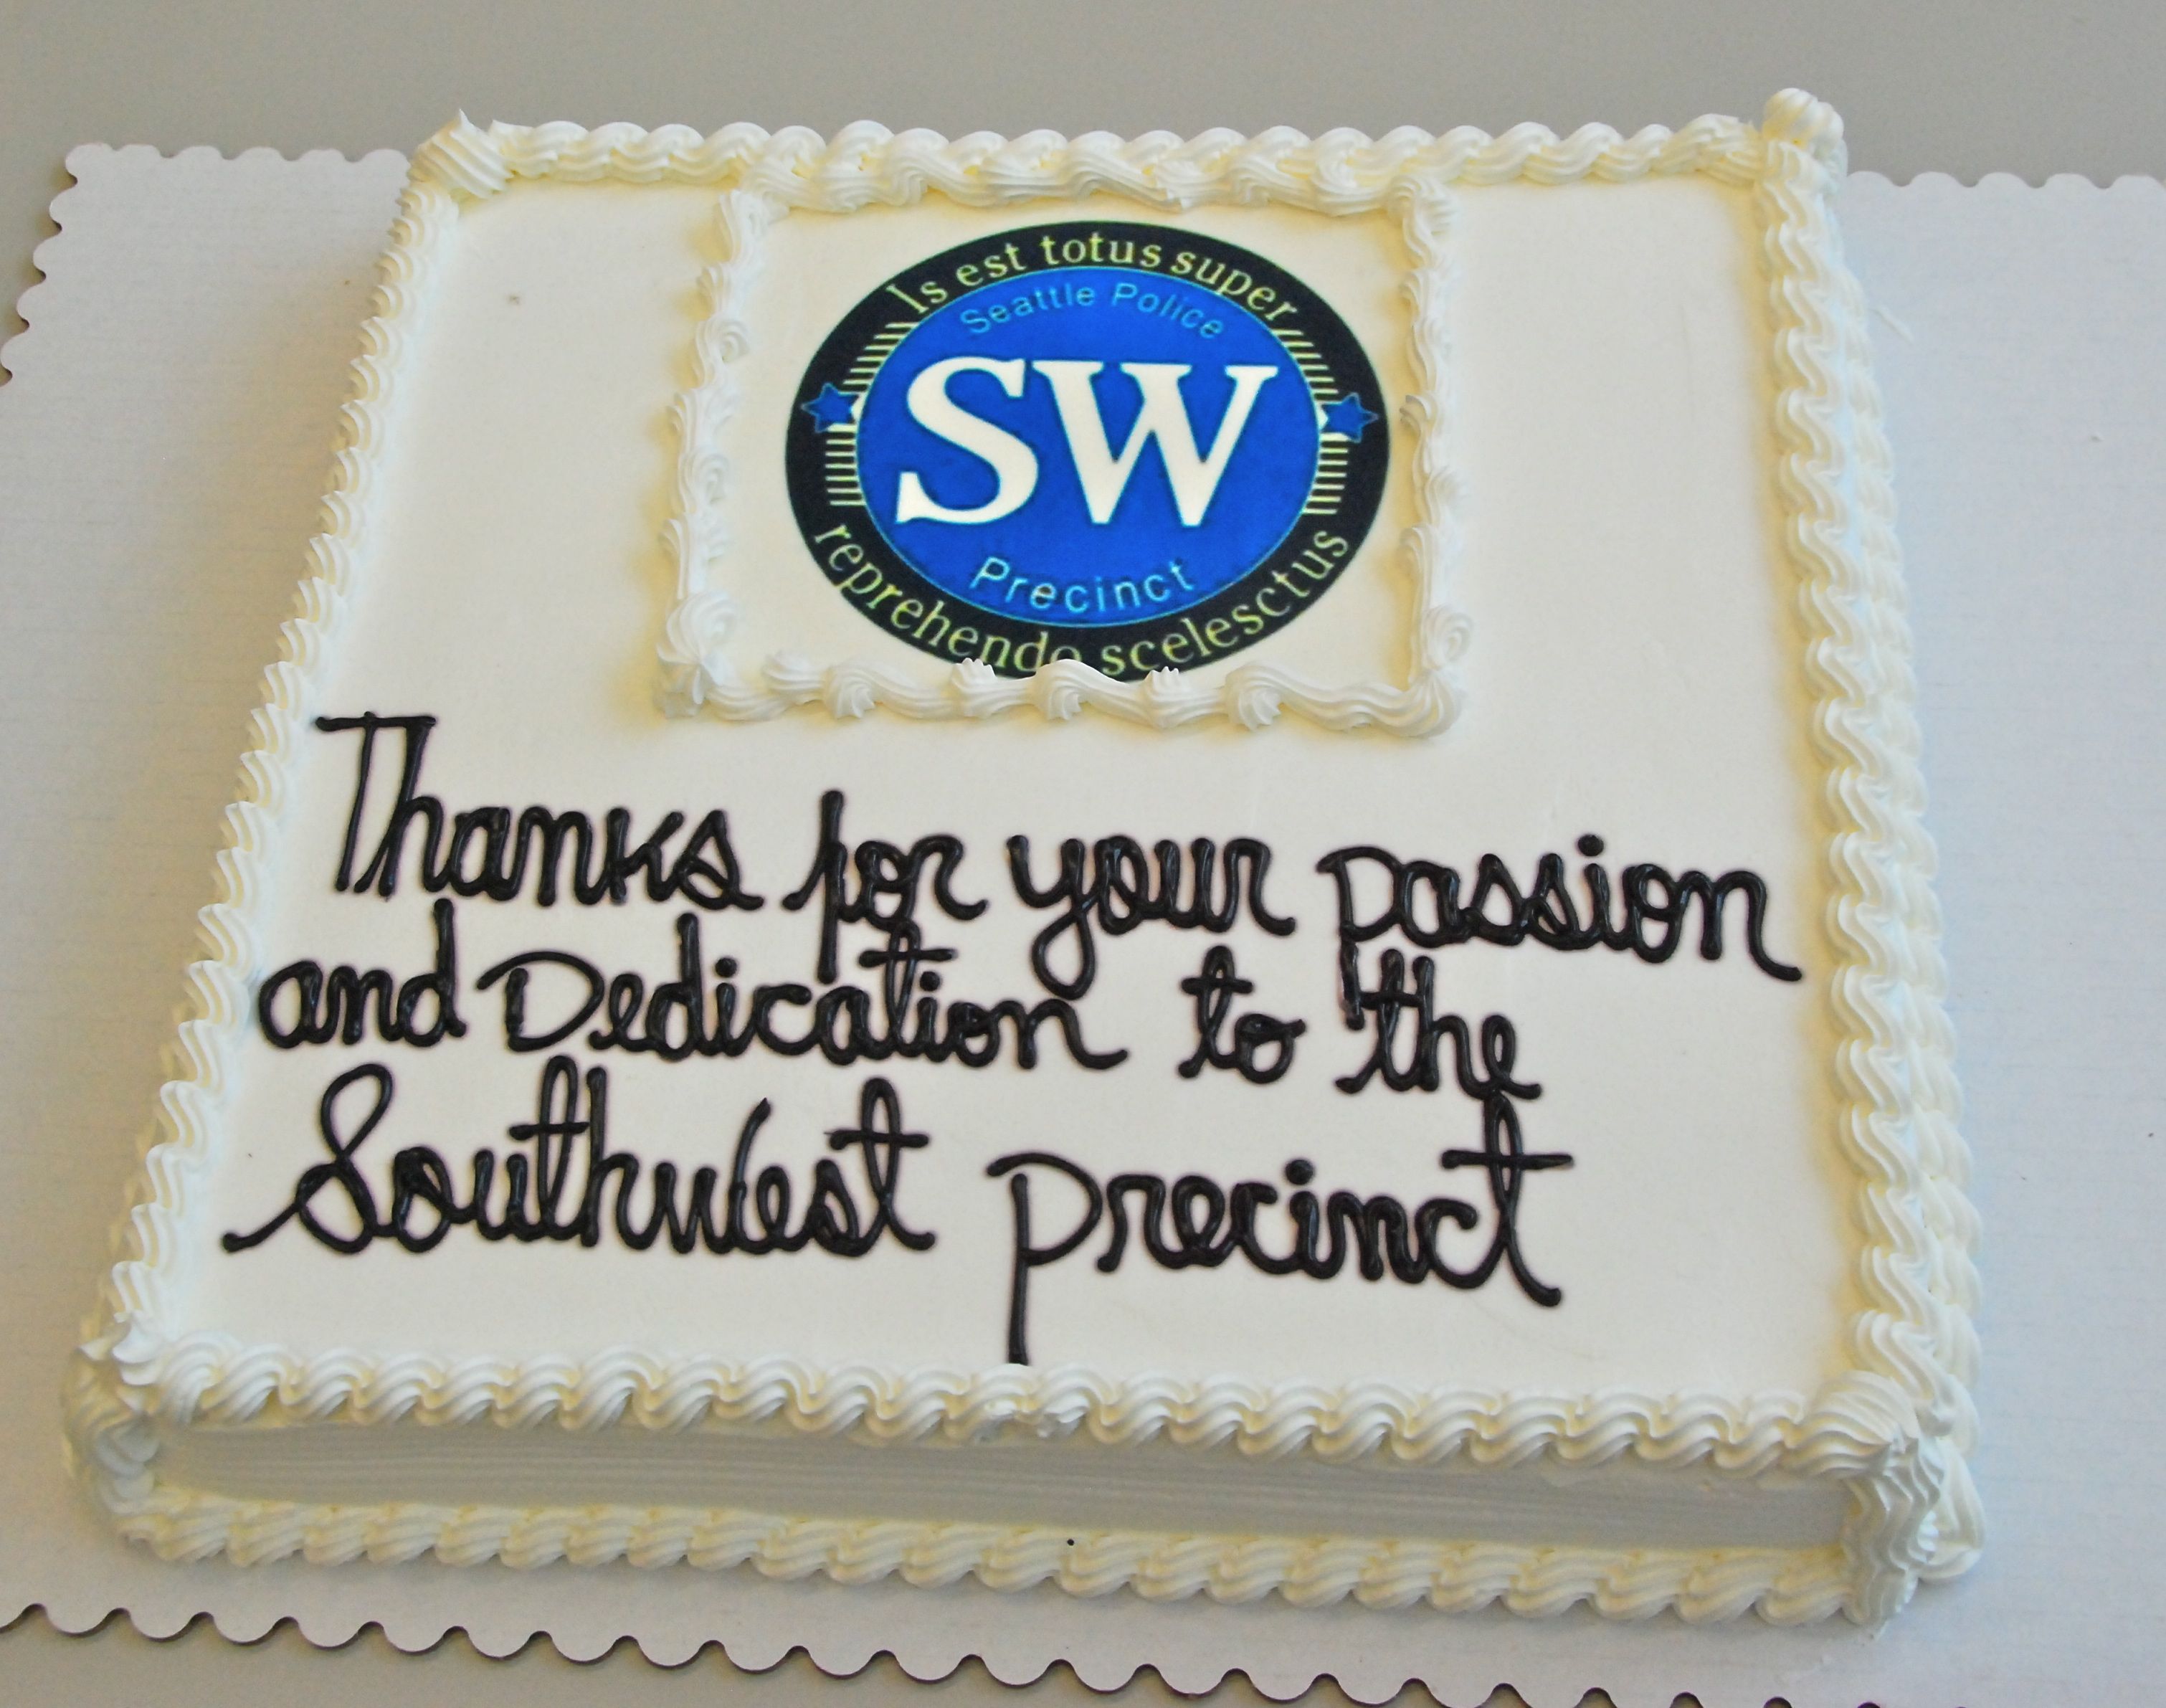 Is est totus super
Seattle Police
SW
Precinct
reprehendo scelesctus
Thanks for your passion
and Dedication to the
Southwest precinct